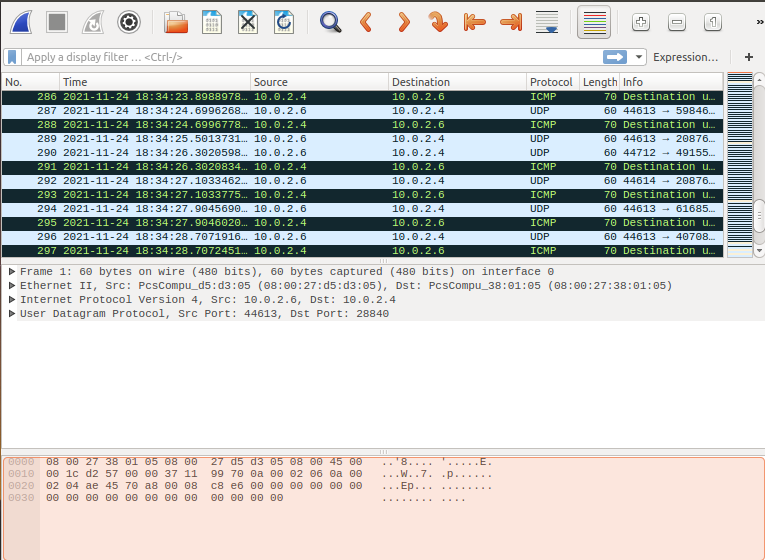 Apply a display filter … <Ctrl-/>
Expression…
+
No. Time Source Destination Protocol Length Info
286 2021-11-24 18:34:23.8988978… 10.0.2.4 10.0.2.6 ICMP 70 Destination u…
287 2021-11-24 18:34:24.6996268… 10.0.2.6 10.0.2.4 UDP 60 44613 → 59846…
288 2021-11-24 18:34:24.6996778… 10.0.2.4 10.0.2.6 ICMP 70 Destination u…
289 2021-11-24 18:34:25.5013731… 10.0.2.6 10.0.2.4 UDP 60 44613 → 20876…
290 2021-11-24 18:34:26.3020598… 10.0.2.6 10.0.2.4 UDP 60 44712 → 49155…
291 2021-11-24 18:34:26.3020834… 10.0.2.4 10.0.2.6 ICMP 70 Destination u…
292 2021-11-24 18:34:27.1033462… 10.0.2.6 10.0.2.4 UDP 60 44614 → 20876…
293 2021-11-24 18:34:27.1033775… 10.0.2.4 10.0.2.6 ICMP 70 Destination u…
294 2021-11-24 18:34:27.9045690… 10.0.2.6 10.0.2.4 UDP 60 44613 → 61685…
295 2021-11-24 18:34:27.9046020… 10.0.2.4 10.0.2.6 ICMP 70 Destination u…
296 2021-11-24 18:34:28.7071916… 10.0.2.6 10.0.2.4 UDP 60 44613 → 40708…
297 2021-11-24 18:34:28.7072451… 10.0.2.4 10.0.2.6 ICMP 70 Destination u…
Frame 1: 60 bytes on wire (480 bits), 60 bytes captured (480 bits) on interface 0
Ethernet II, Src: PcsCompu_d5:d3:05 (08:00:27:d5:d3:05), Dst: PcsCompu_38:01:05 (08:00:27:38:01:05)
Internet Protocol Version 4, Src: 10.0.2.6, Dst: 10.0.2.4
User Datagram Protocol, Src Port: 44613, Dst Port: 28840
0000 08 00 27 38 01 05 08 00 27 d5 d3 05 08 00 45 00 ..'8.... '.....E.
0010 00 1c d2 57 00 00 37 11 99 70 0a 00 02 06 0a 00 ...W..7. .p......
0020 02 04 ae 45 70 a8 00 08 c8 e6 00 00 00 00 00 00 ...Ep... ........
0030 00 00 00 00 00 00 00 00 00 00 00 00 ........ ....